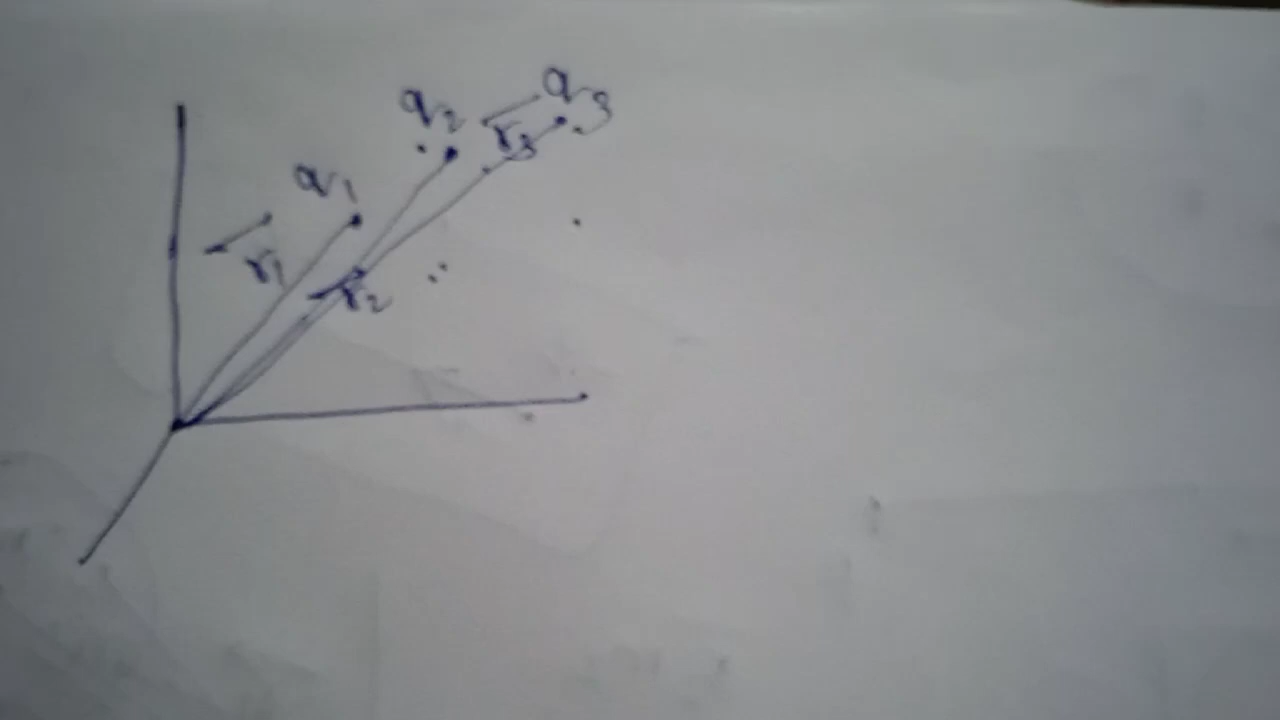 q₃
q₂
r₃
q₁
r₁
r₂